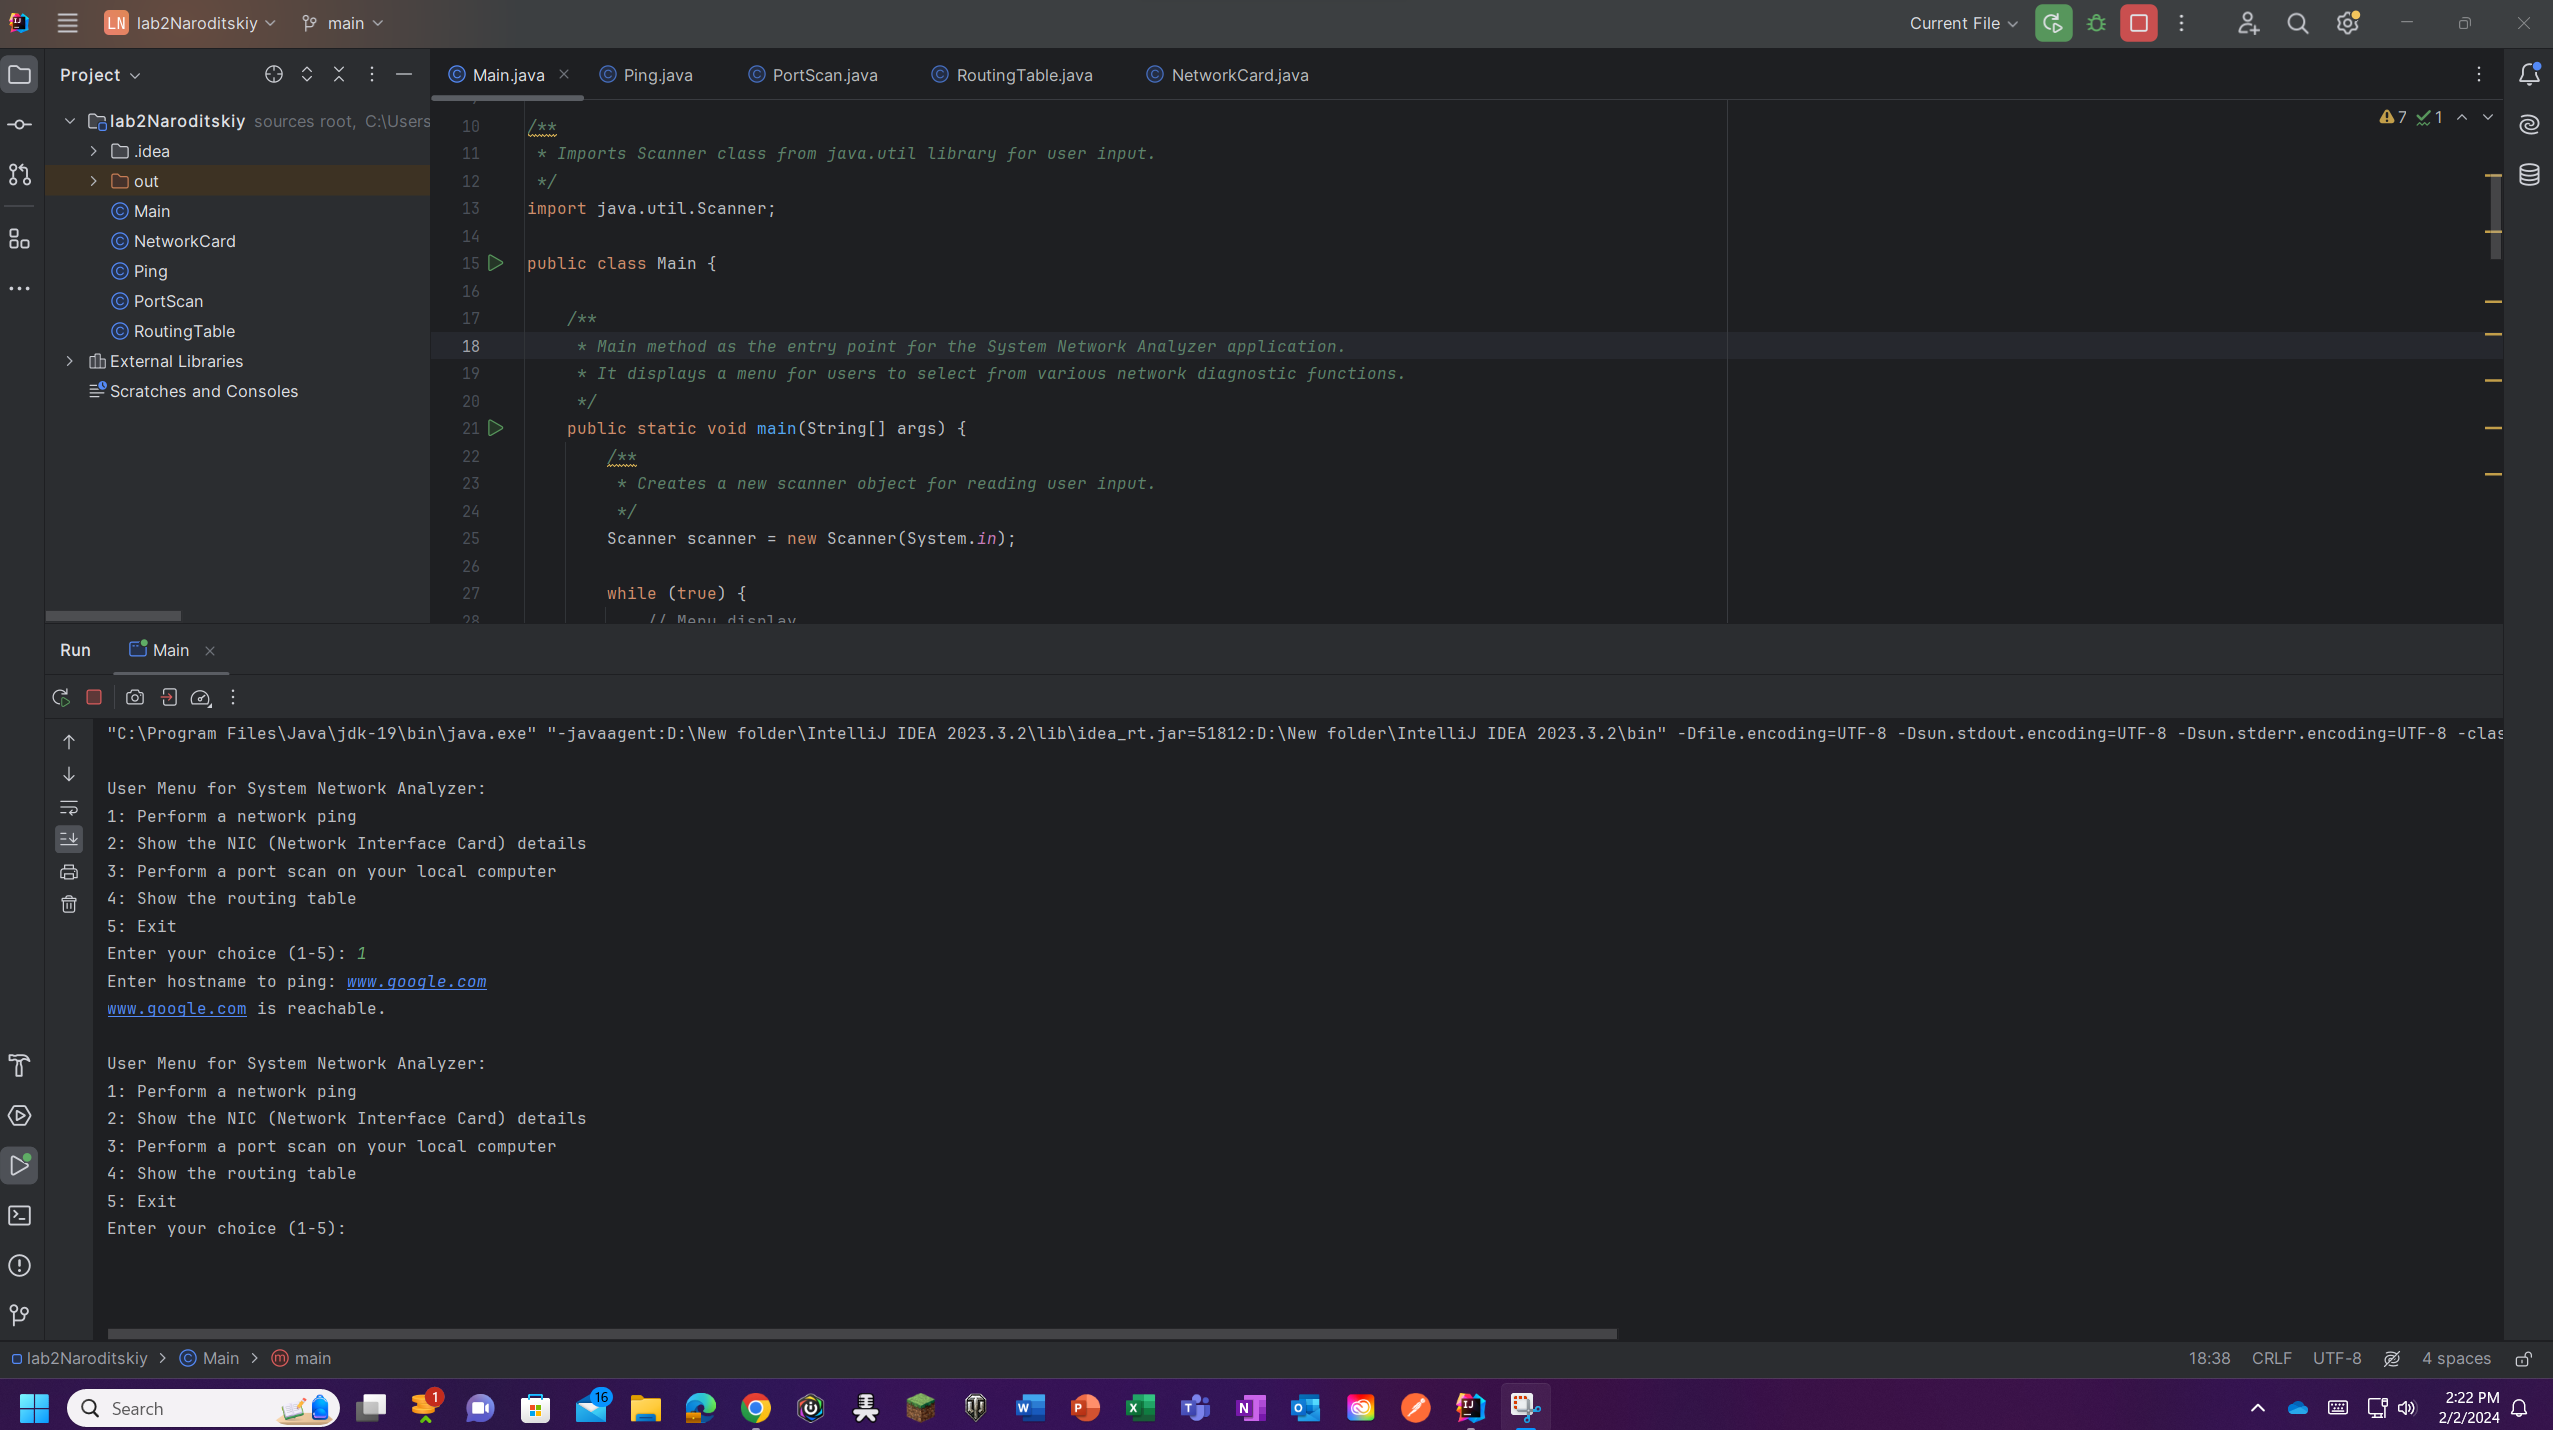 LN lab2Naroditskiy main Current File
Project
Main.java Ping.java PortScan.java RoutingTable.java NetworkCard.java
lab2Naroditskiy sources root, C:\Users
.idea
out
Main
NetworkCard
Ping
PortScan
RoutingTable
External Libraries
Scratches and Consoles
7 1
10 /**
11 * Imports Scanner class from java.util library for user input.
12 */
13 import java.util.Scanner;
14
15 public class Main {
16
17 /**
18 * Main method as the entry point for the System Network Analyzer application.
19 * It displays a menu for users to select from various network diagnostic functions.
20 */
21 public static void main(String[] args) {
22 /**
23 * Creates a new scanner object for reading user input.
24 */
25 Scanner scanner = new Scanner(System.in);
26
27 while (true) {
28 // Menu display
Run Main
"C:\Program Files\Java\jdk-19\bin\java.exe" "-javaagent:D:\New folder\IntelliJ IDEA 2023.3.2\lib\idea_rt.jar=51812:D:\New folder\IntelliJ IDEA 2023.3.2\bin" -Dfile.encoding=UTF-8 -Dsun.stdout.encoding=UTF-8 -Dsun.stderr.encoding=UTF-8 -clas
User Menu for System Network Analyzer:
1: Perform a network ping
2: Show the NIC (Network Interface Card) details
3: Perform a port scan on your local computer
4: Show the routing table
5: Exit
Enter your choice (1-5): 1
Enter hostname to ping: www.google.com
www.google.com is reachable.
User Menu for System Network Analyzer:
1: Perform a network ping
2: Show the NIC (Network Interface Card) details
3: Perform a port scan on your local computer
4: Show the routing table
5: Exit
Enter your choice (1-5):
lab2Naroditskiy > Main > main 18:38 CRLF UTF-8 4 spaces
Search 1 16 2:22 PM
2/2/2024